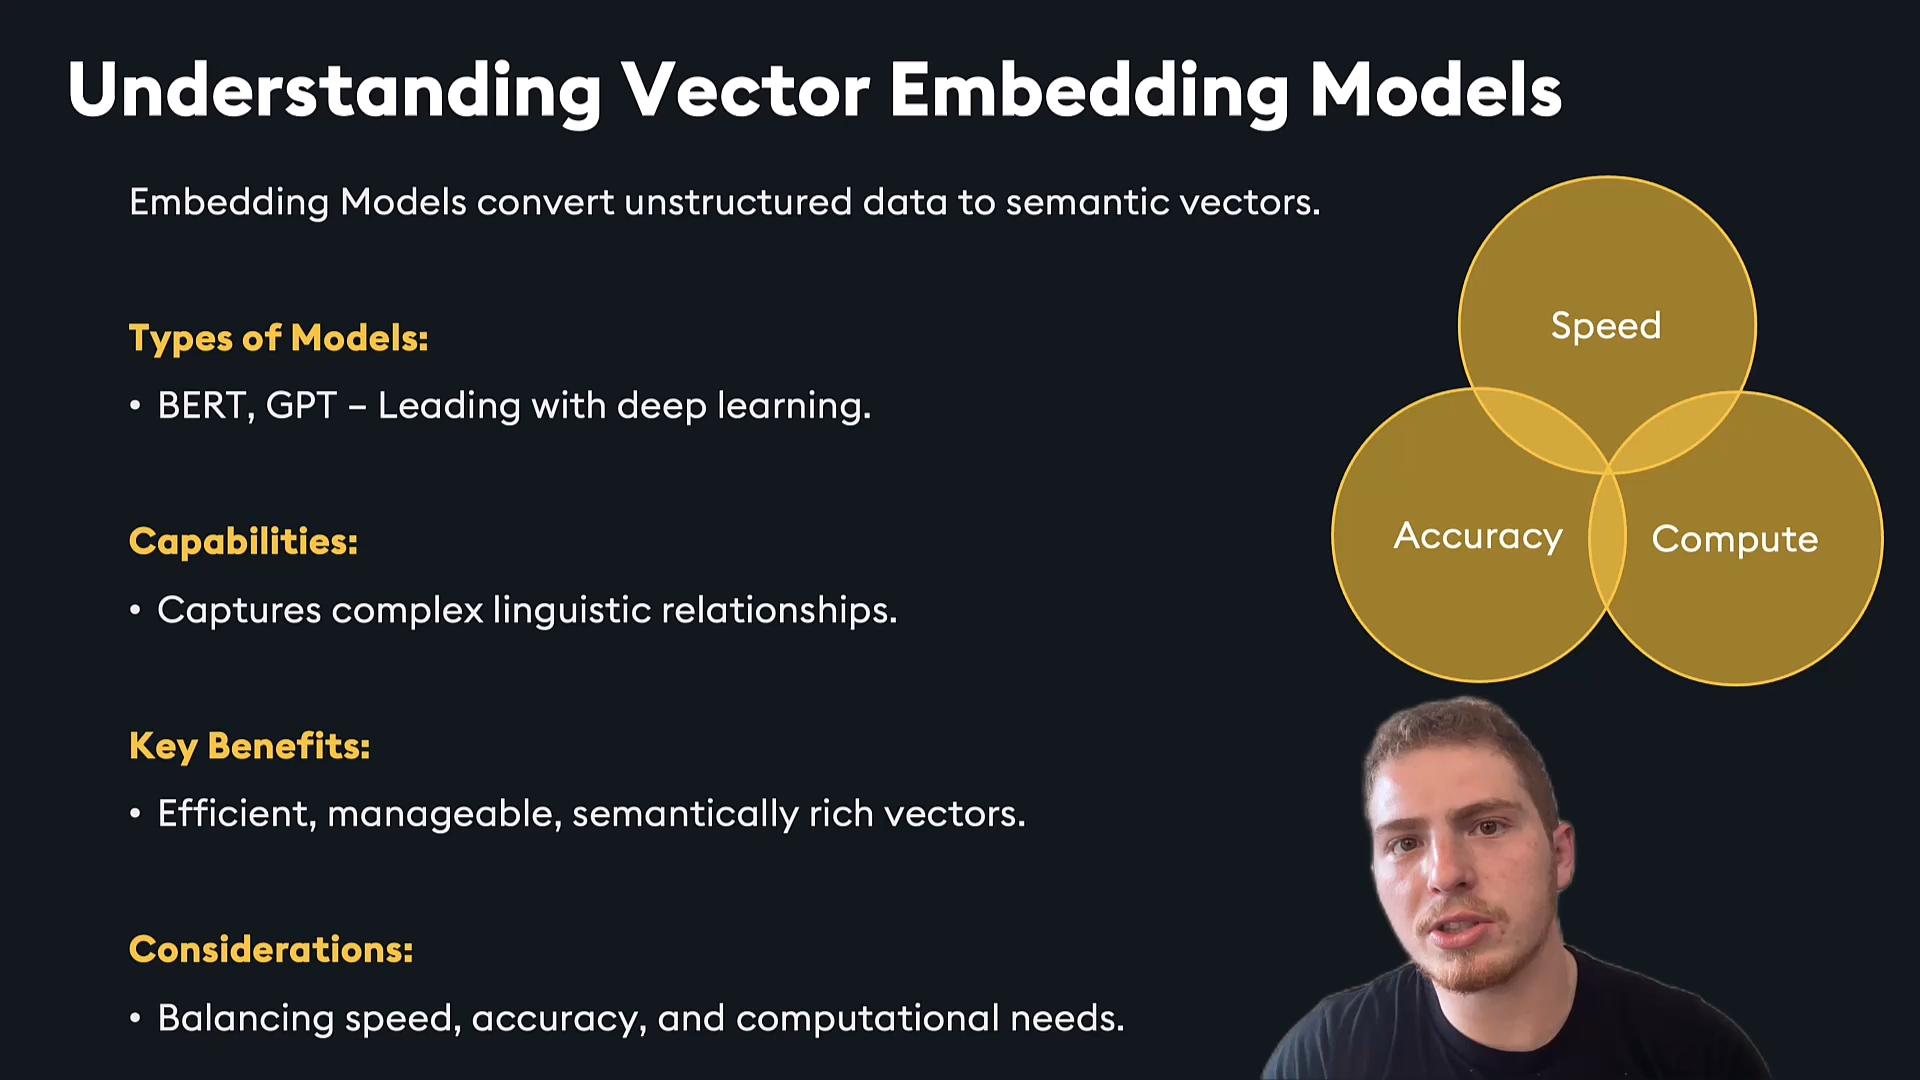 Understanding Vector Embedding Models
Embedding Models convert unstructured data to semantic vectors.
Types of Models:
• BERT, GPT – Leading with deep learning.
Capabilities:
• Captures complex linguistic relationships.
Key Benefits:
• Efficient, manageable, semantically rich vectors.
Considerations:
• Balancing speed, accuracy, and computational needs.
Speed
Accuracy
Compute